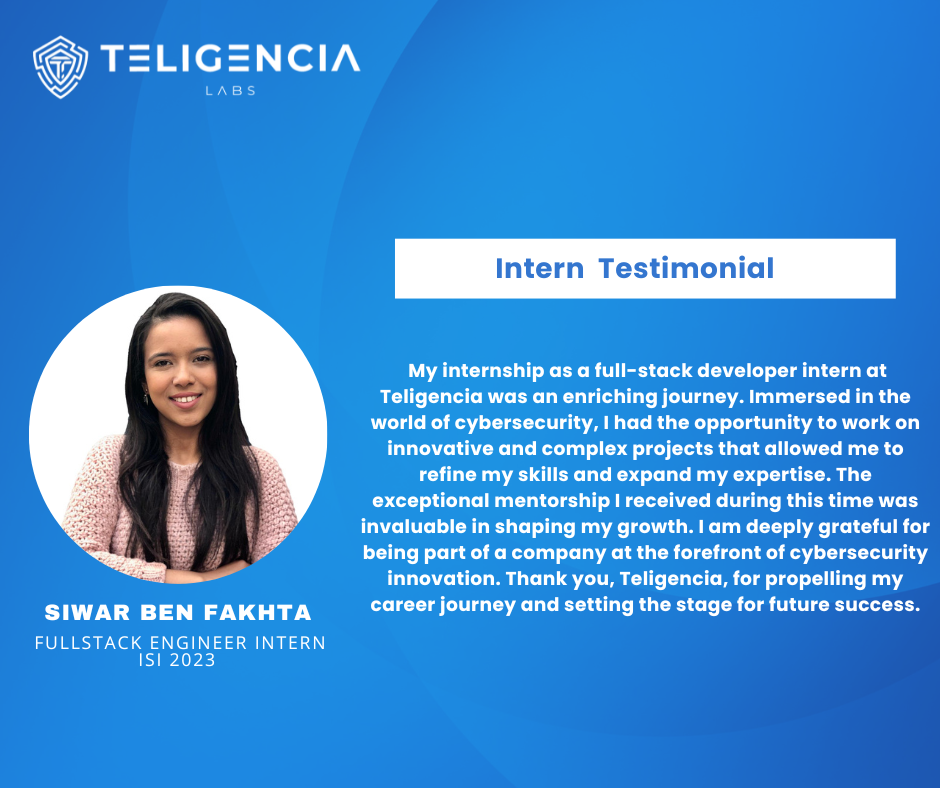 TELIGENCIA
LABS
Intern Testimonial
My internship as a full-stack developer intern at
Teligencia was an enriching journey. Immersed in the
world of cybersecurity, I had the opportunity to work on
innovative and complex projects that allowed me to
refine my skills and expand my expertise. The
exceptional mentorship I received during this time was
invaluable in shaping my growth. I am deeply grateful for
being part of a company at the forefront of cybersecurity
innovation. Thank you, Teligencia, for propelling my
career journey and setting the stage for future success.
SIWAR BEN FAKHTA
FULLSTACK ENGINEER INTERN
ISI 2023